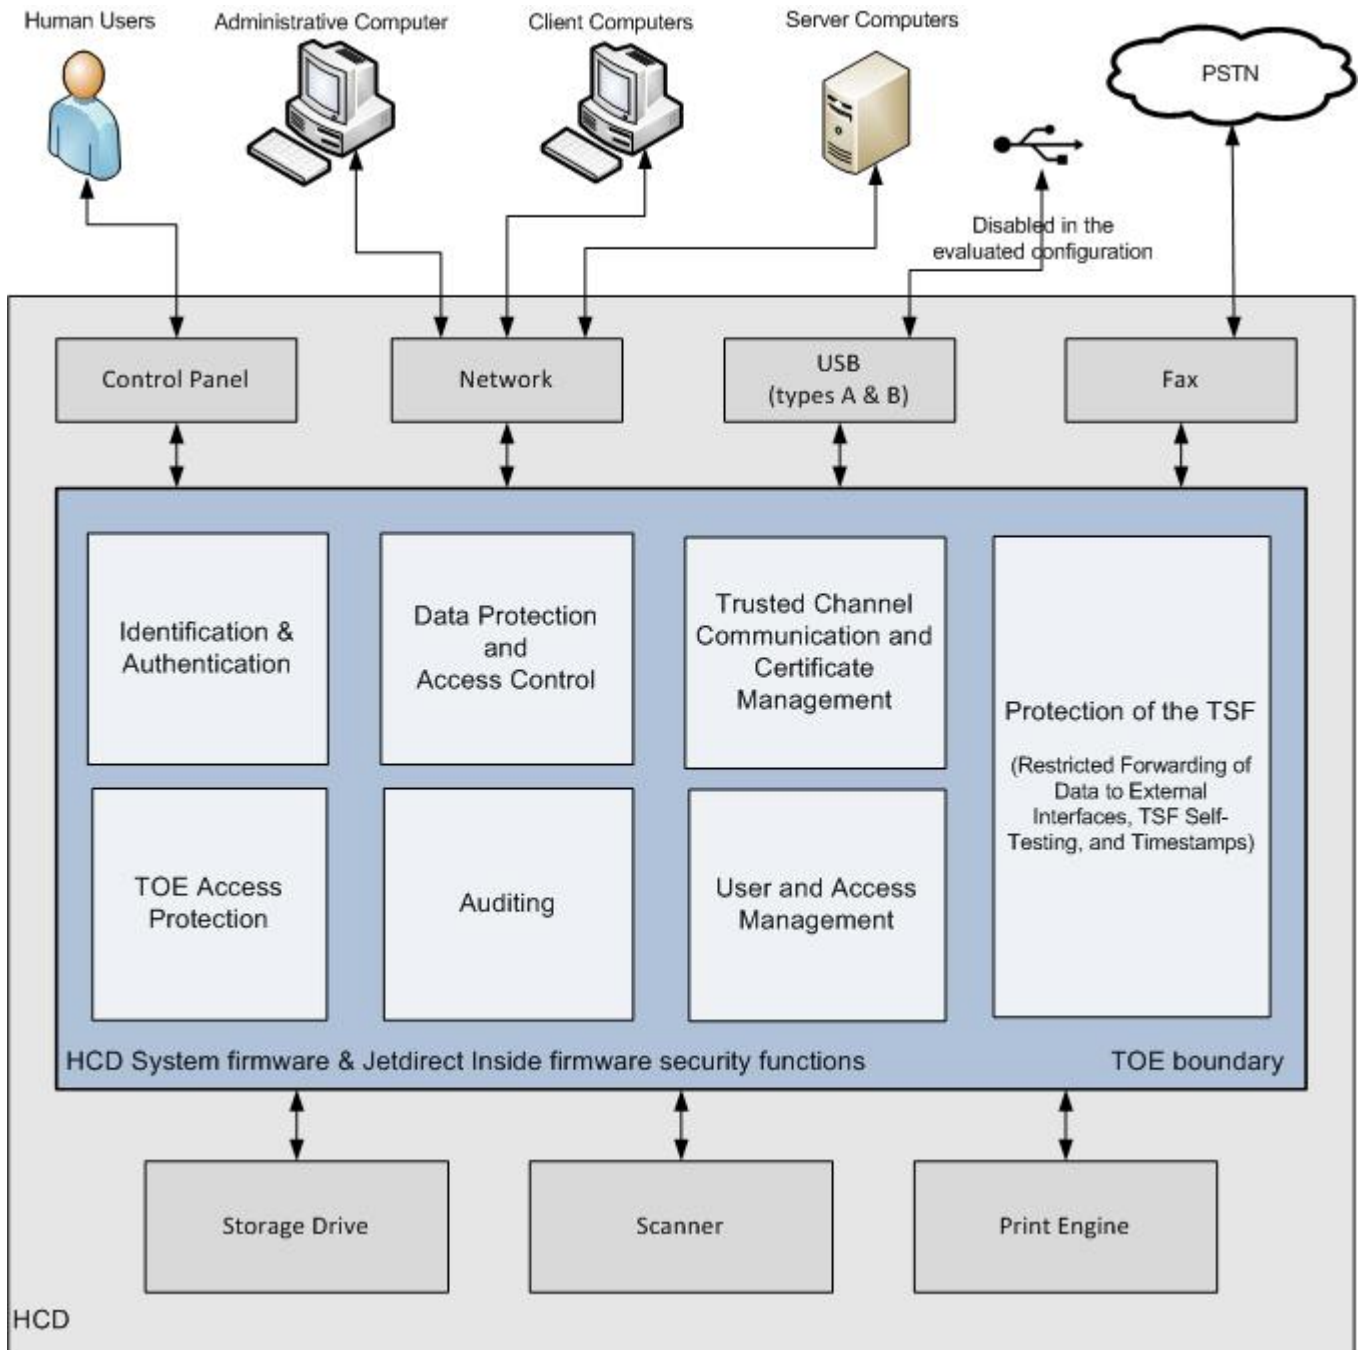 Human Users
Administrative Computer
Client Computers
Server Computers
PSTN
Disabled in the
evaluated configuration
Control Panel
Network
USB
(types A & B)
Fax
Identification &
Authentication
Data Protection
and
Access Control
Trusted Channel
Communication and
Certificate
Management
Protection of the TSF
(Restricted Forwarding of
Data to External
Interfaces, TSF Self-
Testing, and Timestamps)
TOE Access
Protection
Auditing
User and Access
Management
HCD System firmware & Jetdirect Inside firmware security functions
TOE boundary
Storage Drive
Scanner
Print Engine
HCD